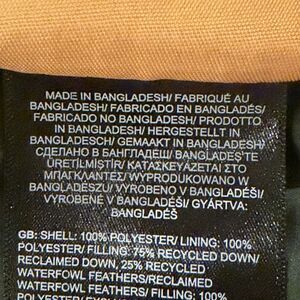 MADE IN BANGLADESH/ FABRIQUÉ AU
BANGLADESH/ FABRICADO EN BANGLADÉS/
FABRICADO NO BANGLADESH/ PRODOTTO
IN BANGLADESH/ HERGESTELLT IN
BANGLADESCH/ GEMAAKT IN BANGLADESH/
СДЕЛАНО В БАНГЛАДЕШ/ BANGLADEŞ'TE
ÜRETİLMİŞTİR/ ΚΑΤΑΣΚΕΥΑΖΕΤΑΙ ΣΤΟ
ΜΠΑΓΚΛΑΝΤΕΣ/ WYPRODUKOWANO W
BANGLADESZU/ VYROBENO V BANGLADÉŠI/
VYROBENÉ V BANGLADÉŠI/ GYÁRTVA:
BANGLADÉS
GB: SHELL: 100% POLYESTER/ LINING: 100%
POLYESTER/ FILLING: 75% RECYCLED DOWN/
RECLAIMED DOWN, 25% RECYCLED
WATERFOWL FEATHERS/RECLAIMED
WATERFOWL FEATHERS/ FILLING: